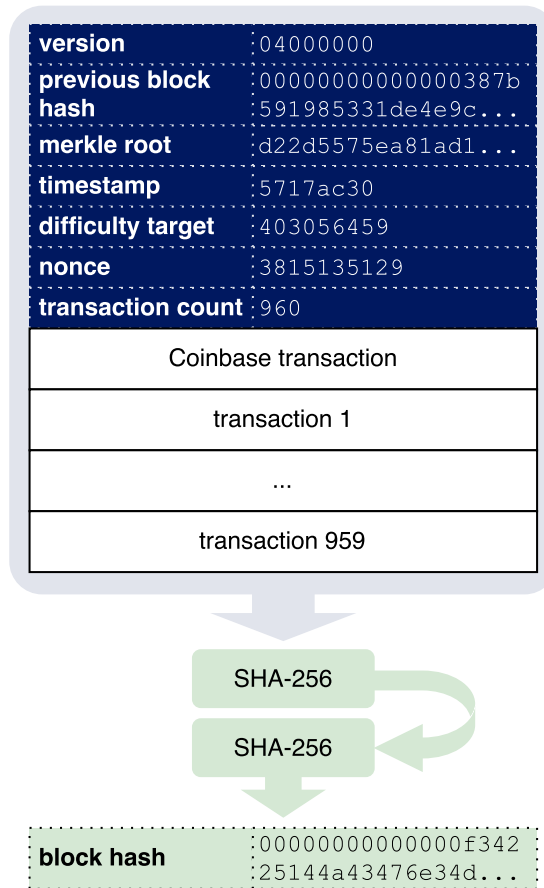 version 04000000
previous block 00000000000000387b
hash 591985331de4e9c...
merkle root d22d5575ea81ad1...
timestamp 5717ac30
difficulty target 403056459
nonce 3815135129
transaction count 960
Coinbase transaction
transaction 1
...
transaction 959
SHA-256
SHA-256
block hash 00000000000000f342
25144a43476e34d...